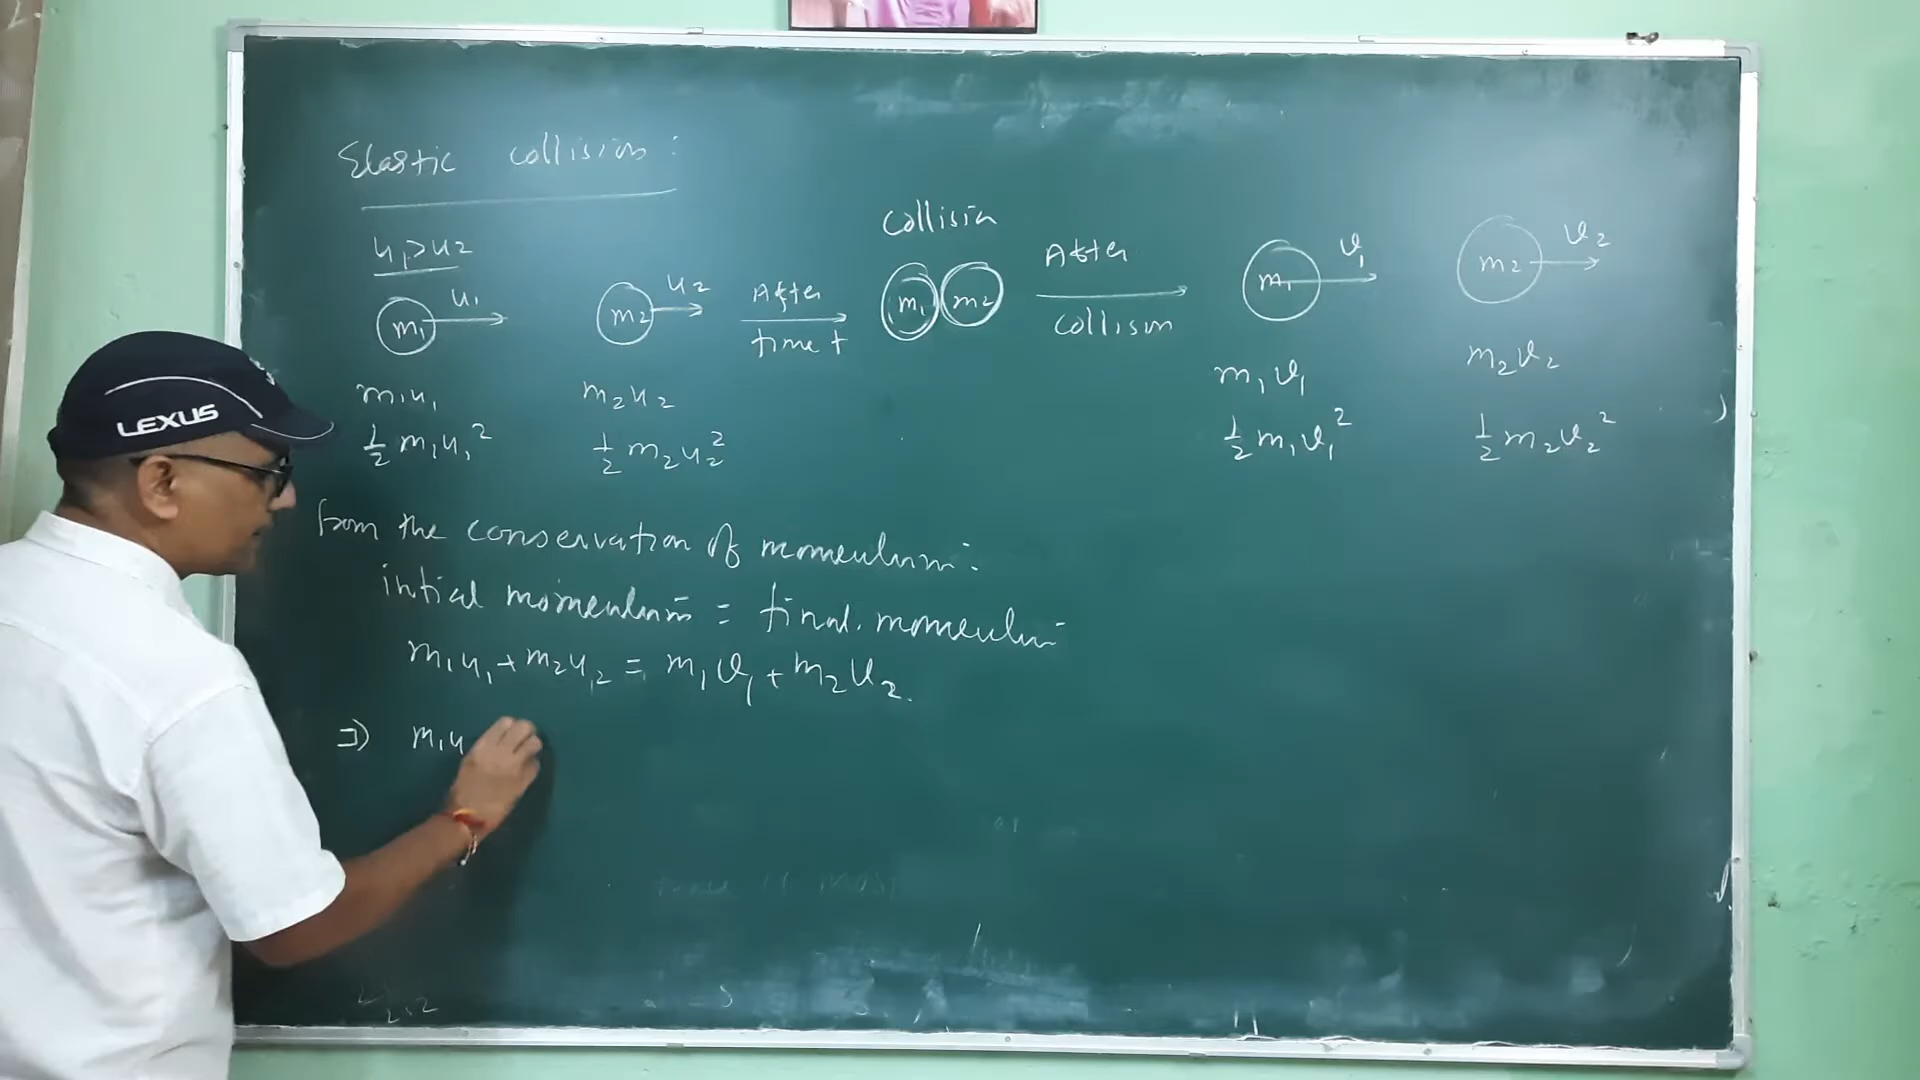 Elastic collision:
u₁>u₂
m₁ u₁
m₂ u₂
After
time t
Collision
m₁ m₂
After
collision
m₁ v₁
m₂ v₂
m₁u₁
½ m₁u₁²
m₂u₂
½ m₂u₂²
m₁v₁
½ m₁v₁²
m₂v₂
½ m₂v₂²
from the conservation of momentum:
intial momentum = final momentum
m₁u₁ + m₂u₂ = m₁v₁ + m₂v₂.
⇒ m₁u
LEXUS